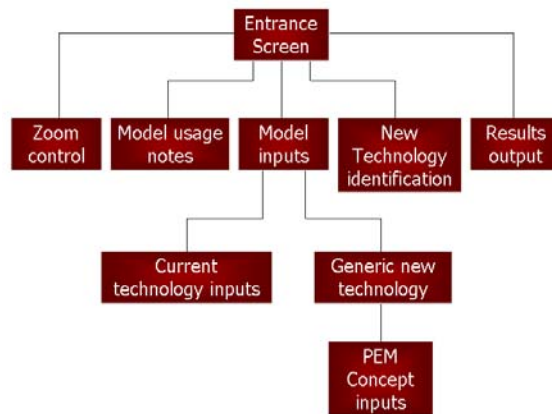 Entrance
Screen
Zoom
control
Model usage
notes
Model
inputs
New
Technology
identification
Results
output
Current
technology inputs
Generic new
technology
PEM
Concept
inputs